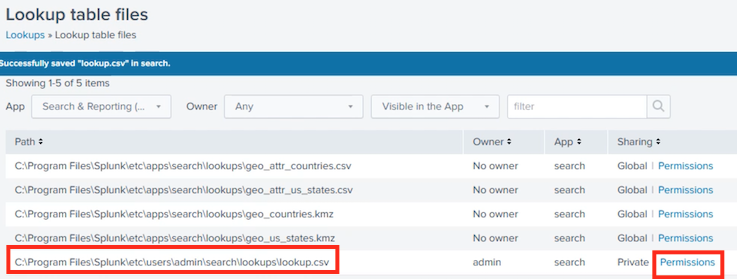 Lookup table files
Lookups » Lookup table files
Successfully saved "lookup.csv" in search.
Showing 1-5 of 5 items
App Search & Reporting (... Owner Any Visible in the App filter
Path Owner App Sharing
C:\Program Files\Splunk\etc\apps\search\lookups\geo_attr_countries.csv No owner search Global | Permissions
C:\Program Files\Splunk\etc\apps\search\lookups\geo_attr_us_states.csv No owner search Global | Permissions
C:\Program Files\Splunk\etc\apps\search\lookups\geo_countries.kmz No owner search Global | Permissions
C:\Program Files\Splunk\etc\apps\search\lookups\geo_us_states.kmz No owner search Global | Permissions
C:\Program Files\Splunk\etc\users\admin\search\lookups\lookup.csv admin search Private Permissions